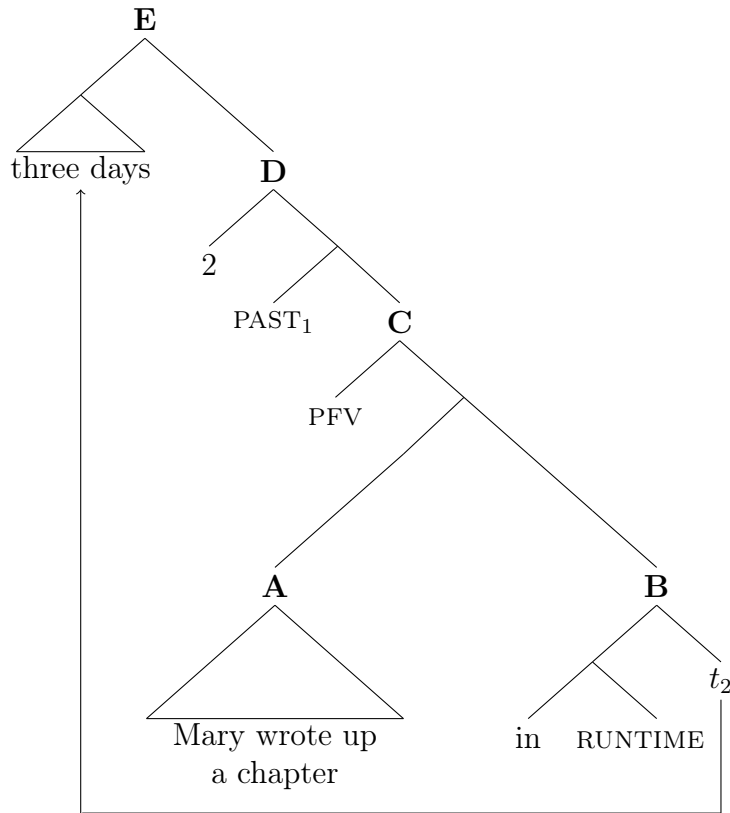 E
three days
D
2
PAST₁
C
PFV
A
B
t₂
Mary wrote up
a chapter
in RUNTIME